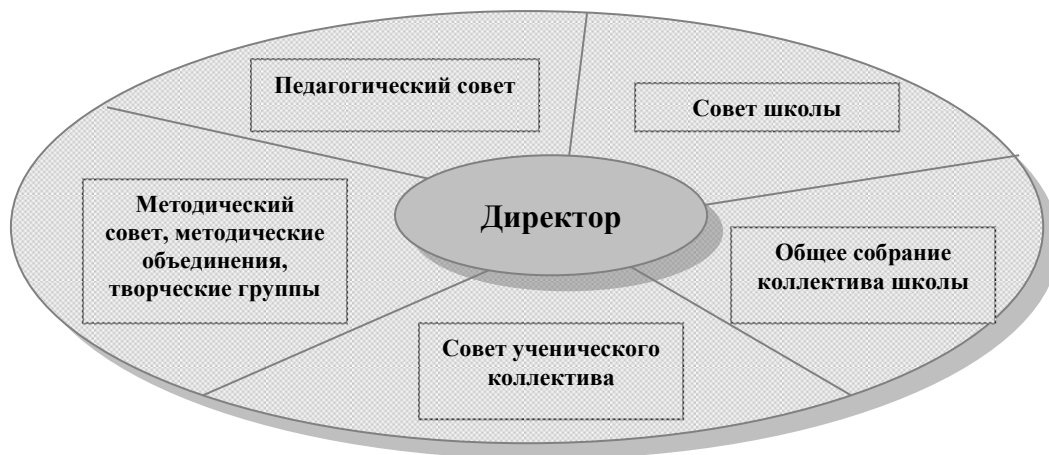 Педагогический совет
Совет школы
Методический
совет, методические
объединения,
творческие группы
Директор
Общее собрание
коллектива школы
Совет ученического
коллектива